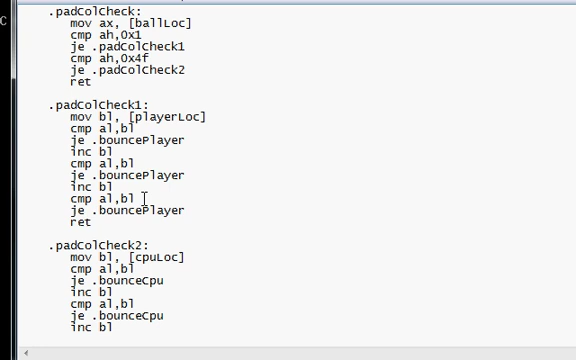 C
.padColCheck:
mov ax, [ballLoc]
cmp ah,0x1
je .padColCheck1
cmp ah,0x4f
je .padColCheck2
ret
.padColCheck1:
mov bl, [playerLoc]
cmp al,bl
je .bouncePlayer
inc bl
cmp al,bl
je .bouncePlayer
inc bl
cmp al,bl
je .bouncePlayer
ret
.padColCheck2:
mov bl, [cpuLoc]
cmp al,bl
je .bounceCpu
inc bl
cmp al,bl
je .bounceCpu
inc bl